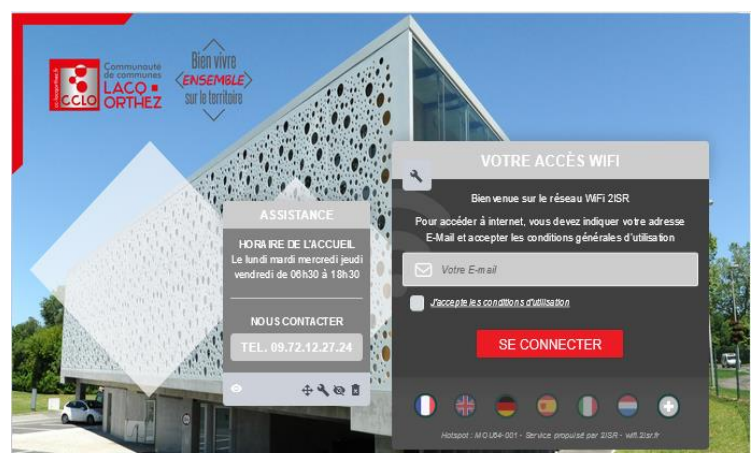 Communauté
de communes
LACQ
ORTHEZ
CCLO
Bien vivre
ENSEMBLE
sur le territoire
VOTRE ACCÈS WIFI
Bienvenue sur le réseau WiFi 2ISR
Pour accéder à internet, vous devez indiquer votre adresse
E-Mail et accepter les conditions générales d'utilisation
Votre E-mail
J'accepte les conditions d'utilisation
SE CONNECTER
Hotspot : MOU64-001 - Service propulsé par 2ISR - wifi.2isr.fr
ASSISTANCE
HORAIRE DE L'ACCUEIL
Le lundi mardi mercredi jeudi
vendredi de 06h30 à 18h30
NOUS CONTACTER
TEL. 09.72.12.27.24